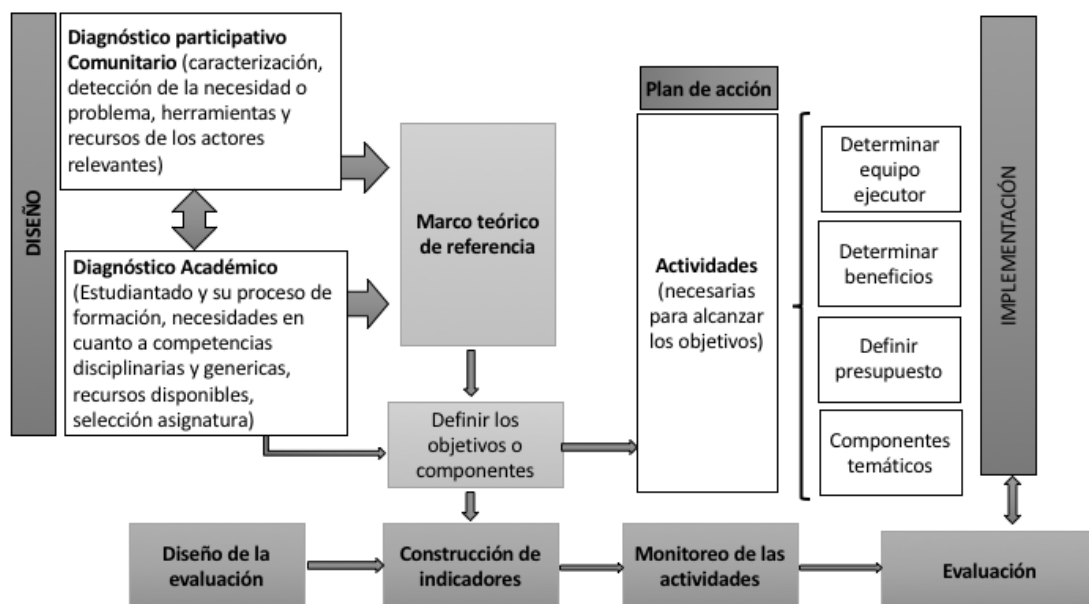 DISEÑO
Diagnóstico participativo
Comunitario (caracterización,
detección de la necesidad o
problema, herramientas y
recursos de los actores
relevantes)
Diagnóstico Académico
(Estudiantado y su proceso de
formación, necesidades en
cuanto a competencias
disciplinarias y genericas,
recursos disponibles,
selección asignatura)
Marco teórico
de referencia
Definir los
objetivos o
componentes
Plan de acción
Actividades
(necesarias
para alcanzar
los objetivos)
Determinar
equipo
ejecutor
Determinar
beneficios
Definir
presupuesto
Componentes
temáticos
IMPLEMENTACIÓN
Diseño de la
evaluación
Construcción de
indicadores
Monitoreo de las
actividades
Evaluación